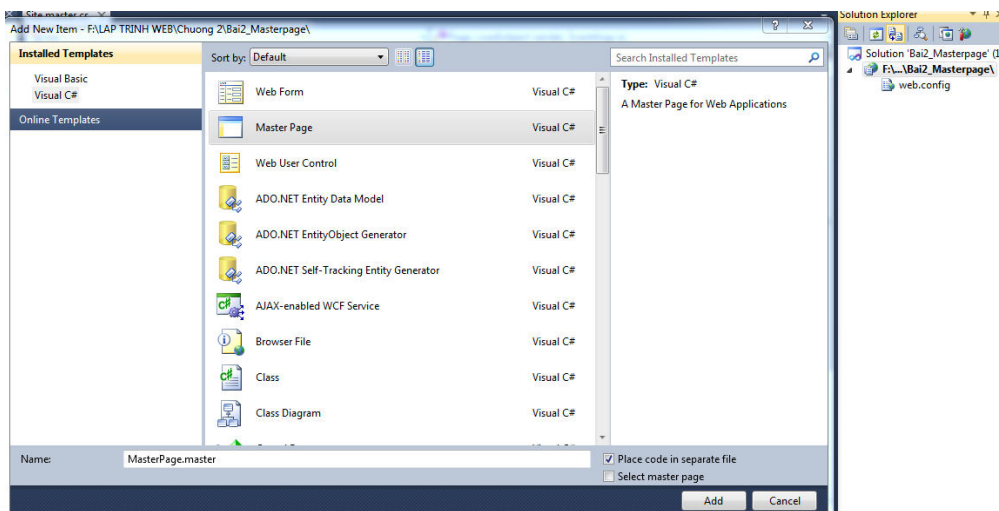 Site.master.cs
Solution Explorer
Add New Item - F:\LAP TRINH WEB\Chuong 2\Bai2_Masterpage\
Installed Templates
Visual Basic
Visual C#
Online Templates
Sort by: Default
Search Installed Templates
Web Form Visual C#
Master Page Visual C#
Web User Control Visual C#
ADO.NET Entity Data Model Visual C#
ADO.NET EntityObject Generator Visual C#
ADO.NET Self-Tracking Entity Generator Visual C#
AJAX-enabled WCF Service Visual C#
Browser File Visual C#
Class Visual C#
Class Diagram Visual C#
Type: Visual C#
A Master Page for Web Applications
Name: MasterPage.master
Place code in separate file
Select master page
Add Cancel
Solution 'Bai2_Masterpage' (1
F:\...\Bai2_Masterpage\
web.config